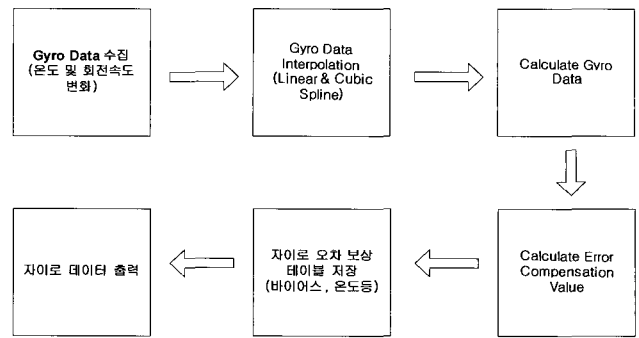 Gyro Data 수집
(온도 및 회전속도
변화)
Gyro Data
Interpolation
(Linear & Cubic
Spline)
Calculate Gyro
Data
Calculate Error
Compensation
Value
자이로 오차 보상
테이블 저장
(바이어스, 온도등)
자이로 데이터 출력